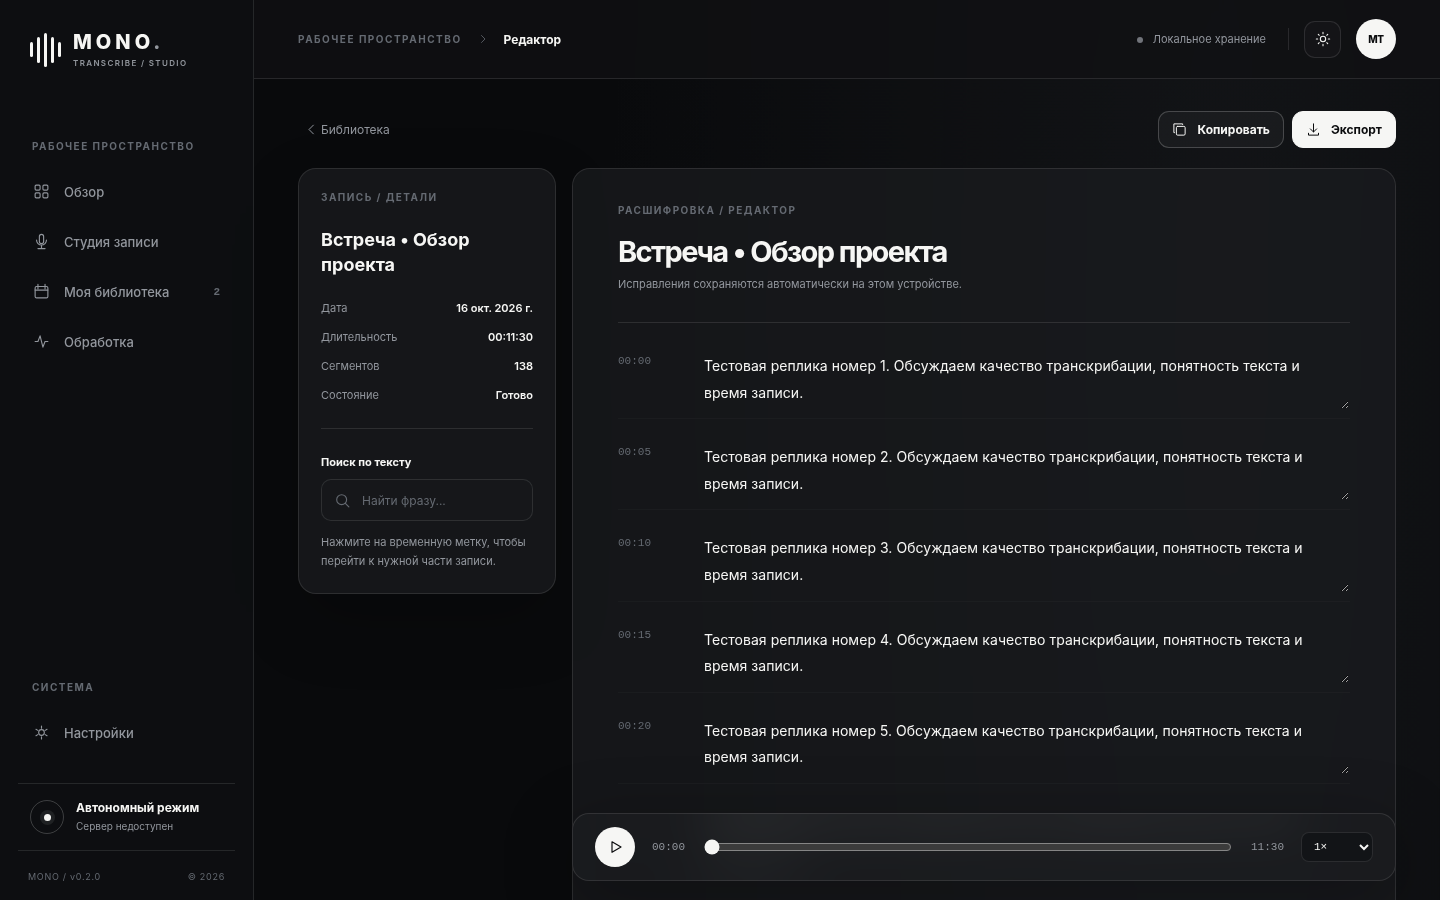 MONO.
TRANSCRIBE / STUDIO
РАБОЧЕЕ ПРОСТРАНСТВО
Обзор
Студия записи
Моя библиотека 2
Обработка
СИСТЕМА
Настройки
Автономный режим
Сервер недоступен
MONO / v0.2.0 © 2026
РАБОЧЕЕ ПРОСТРАНСТВО Редактор
Локальное хранение MT
Библиотека
Копировать Экспорт
ЗАПИСЬ / ДЕТАЛИ
Встреча • Обзор
проекта
Дата 16 окт. 2026 г.
Длительность 00:11:30
Сегментов 138
Состояние Готово
Поиск по тексту
Найти фразу...
Нажмите на временную метку, чтобы
перейти к нужной части записи.
РАСШИФРОВКА / РЕДАКТОР
Встреча • Обзор проекта
Исправления сохраняются автоматически на этом устройстве.
00:00 Тестовая реплика номер 1. Обсуждаем качество транскрибации, понятность текста и
время записи.
00:05 Тестовая реплика номер 2. Обсуждаем качество транскрибации, понятность текста и
время записи.
00:10 Тестовая реплика номер 3. Обсуждаем качество транскрибации, понятность текста и
время записи.
00:15 Тестовая реплика номер 4. Обсуждаем качество транскрибации, понятность текста и
время записи.
00:20 Тестовая реплика номер 5. Обсуждаем качество транскрибации, понятность текста и
время записи.
00:00 11:30 1×